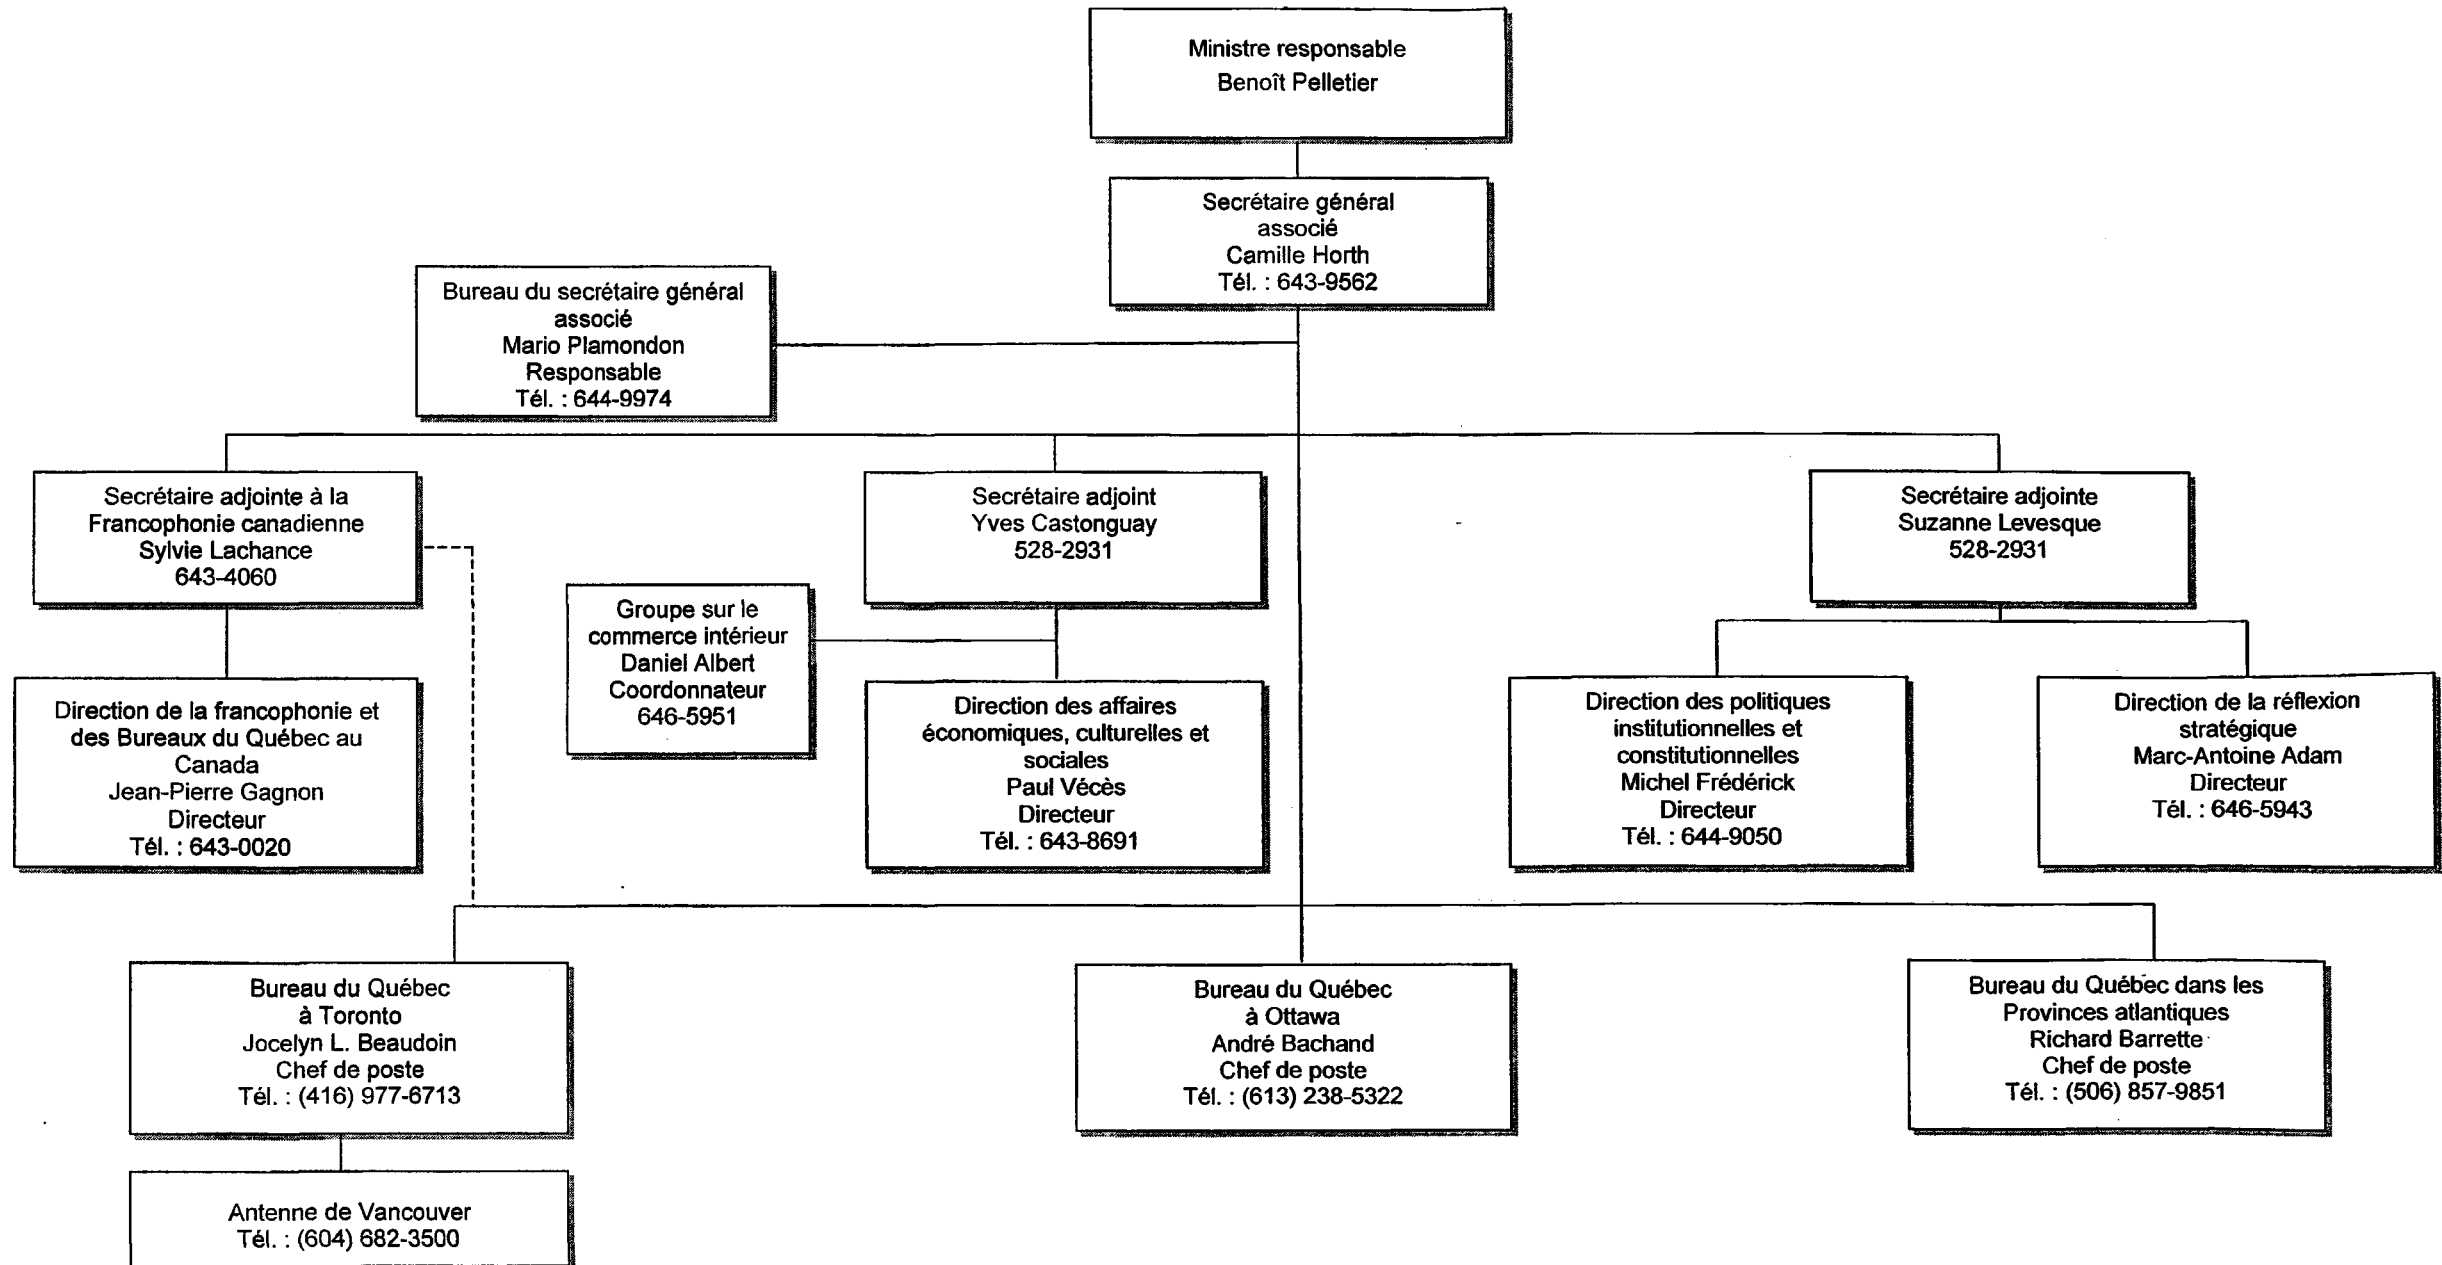 Ministre responsable
Benoît Pelletier
Secrétaire général
associé
Camille Horth
Tél. : 643-9562
Bureau du secrétaire général
associé
Mario Plamondon
Responsable
Tél. : 644-9974
Secrétaire adjointe à la
Francophonie canadienne
Sylvie Lachance
643-4060
Secrétaire adjoint
Yves Castonguay
528-2931
Secrétaire adjointe
Suzanne Levesque
528-2931
Groupe sur le
commerce intérieur
Daniel Albert
Coordonnateur
646-5951
Direction de la francophonie et
des Bureaux du Québec au
Canada
Jean-Pierre Gagnon
Directeur
Tél. : 643-0020
Direction des affaires
économiques, culturelles et
sociales
Paul Vécès
Directeur
Tél. : 643-8691
Direction des politiques
institutionnelles et
constitutionnelles
Michel Frédérick
Directeur
Tél. : 644-9050
Direction de la réflexion
stratégique
Marc-Antoine Adam
Directeur
Tél. : 646-5943
Bureau du Québec
à Toronto
Jocelyn L. Beaudoin
Chef de poste
Tél. : (416) 977-6713
Bureau du Québec
à Ottawa
André Bachand
Chef de poste
Tél. : (613) 238-5322
Bureau du Québec dans les
Provinces atlantiques
Richard Barrette
Chef de poste
Tél. : (506) 857-9851
Antenne de Vancouver
Tél. : (604) 682-3500